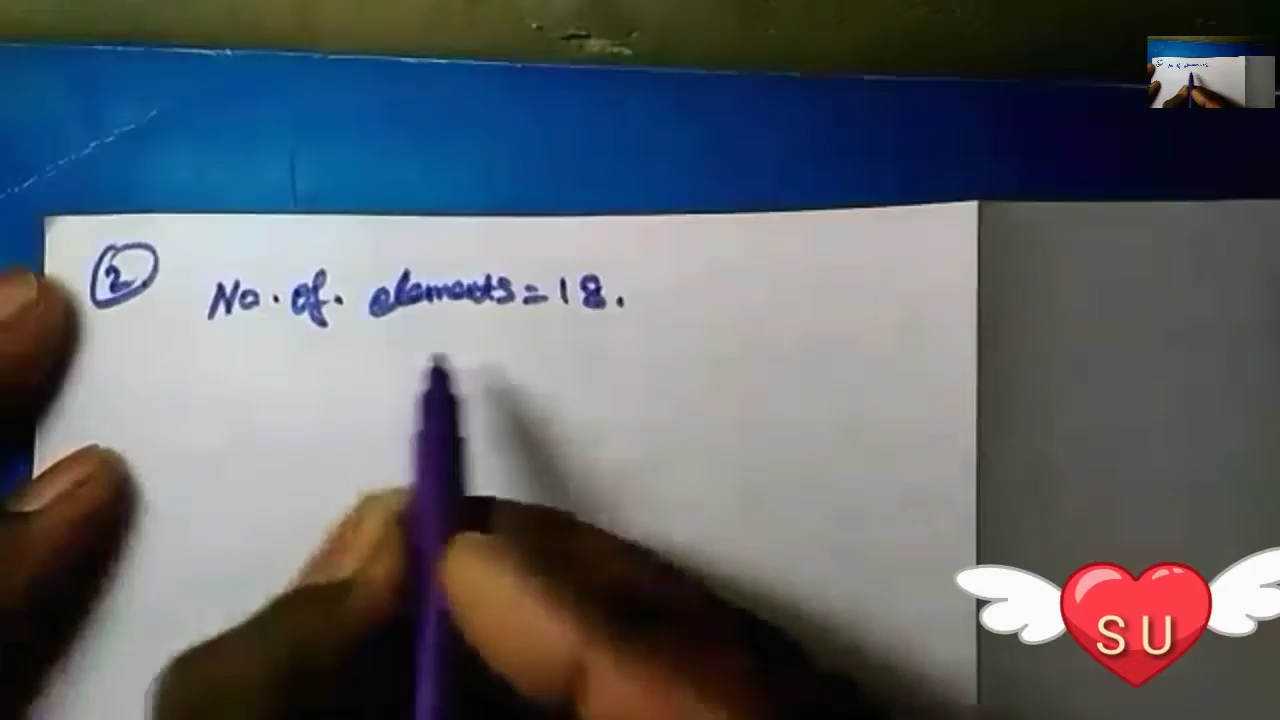 ② No. of. elements = 18.
SU